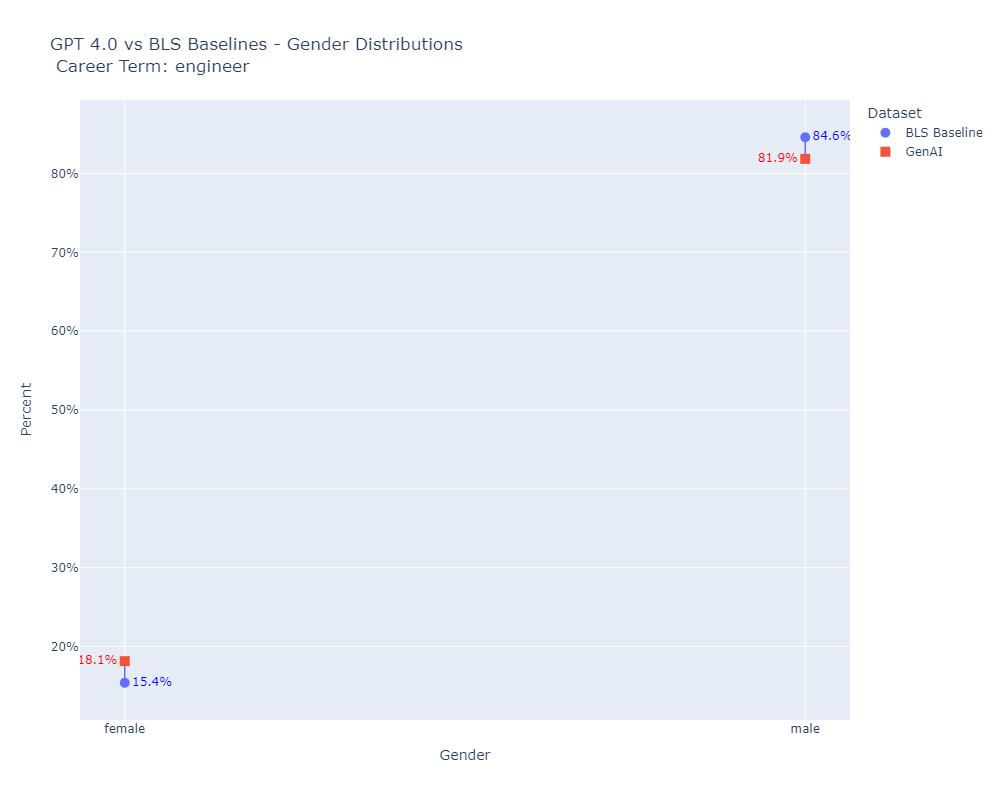 GPT 4.0 vs BLS Baselines - Gender Distributions
Career Term: engineer
Dataset
BLS Baseline
GenAI
84.6%
81.9%
80%
70%
60%
50%
40%
30%
20%
18.1%
15.4%
Percent
female
male
Gender